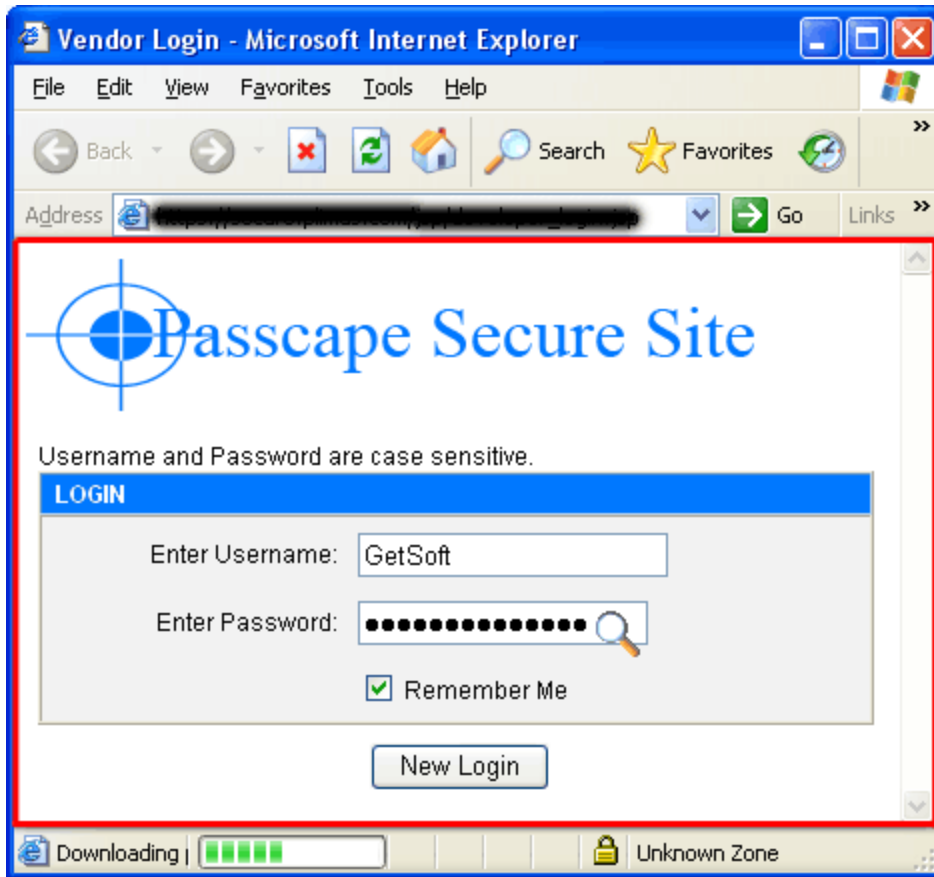 Vendor Login - Microsoft Internet Explorer
File Edit View Favorites Tools Help
Back Search Favorites »
Address Go Links »
Passcape Secure Site
Username and Password are case sensitive.
LOGIN
Enter Username: GetSoft
Enter Password: ●●●●●●●●●●●●●●
Remember Me
New Login
Downloading Unknown Zone